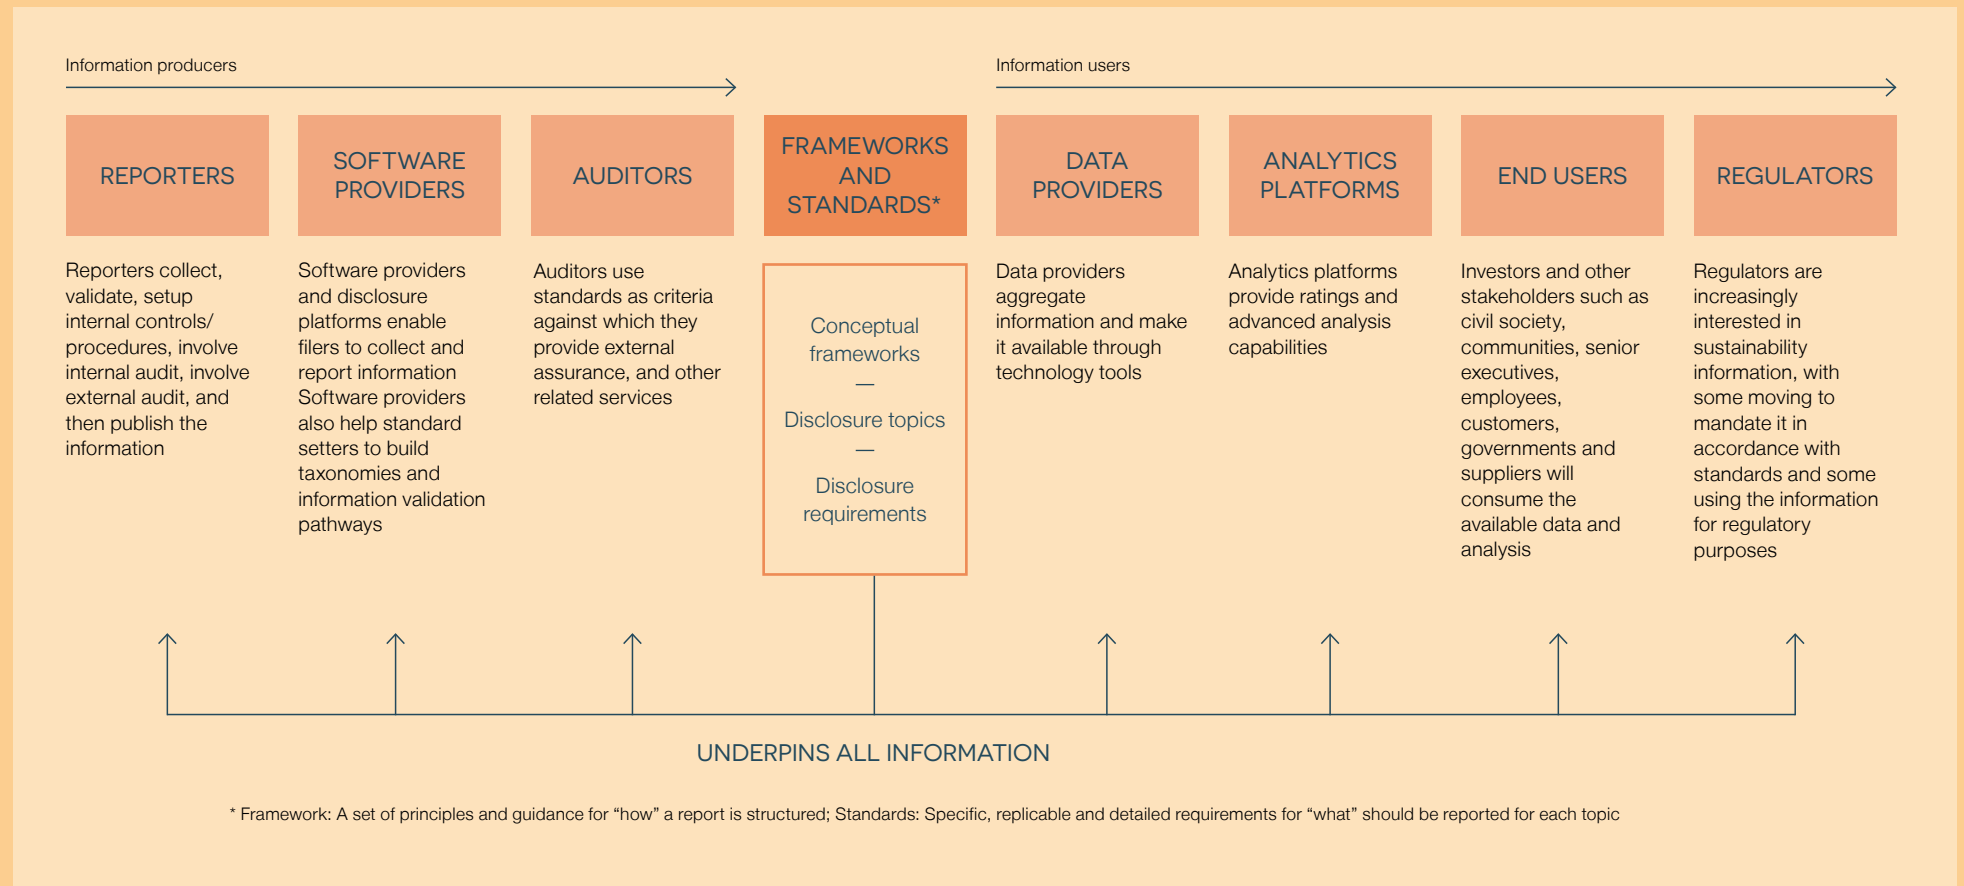 Information producers
Information users
REPORTERS
SOFTWARE
PROVIDERS
AUDITORS
FRAMEWORKS
AND
STANDARDS*
DATA
PROVIDERS
ANALYTICS
PLATFORMS
END USERS
REGULATORS
Reporters collect,
validate, setup
internal controls/
procedures, involve
internal audit, involve
external audit, and
then publish the
information
Software providers
and disclosure
platforms enable
filers to collect and
report information
Software providers
also help standard
setters to build
taxonomies and
information validation
pathways
Auditors use
standards as criteria
against which they
provide external
assurance, and other
related services
Conceptual
frameworks
—
Disclosure topics
—
Disclosure
requirements
Data providers
aggregate
information and make
it available through
technology tools
Analytics platforms
provide ratings and
advanced analysis
capabilities
Investors and other
stakeholders such as
civil society,
communities, senior
executives,
employees,
customers,
governments and
suppliers will
consume the
available data and
analysis
Regulators are
increasingly
interested in
sustainability
information, with
some moving to
mandate it in
accordance with
standards and some
using the information
for regulatory
purposes
UNDERPINS ALL INFORMATION
* Framework: A set of principles and guidance for “how” a report is structured; Standards: Specific, replicable and detailed requirements for “what” should be reported for each topic